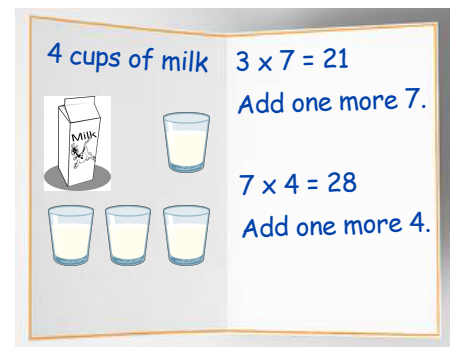 4 cups of milk
Milk
3 x 7 = 21
Add one more 7.
7 x 4 = 28
Add one more 4.